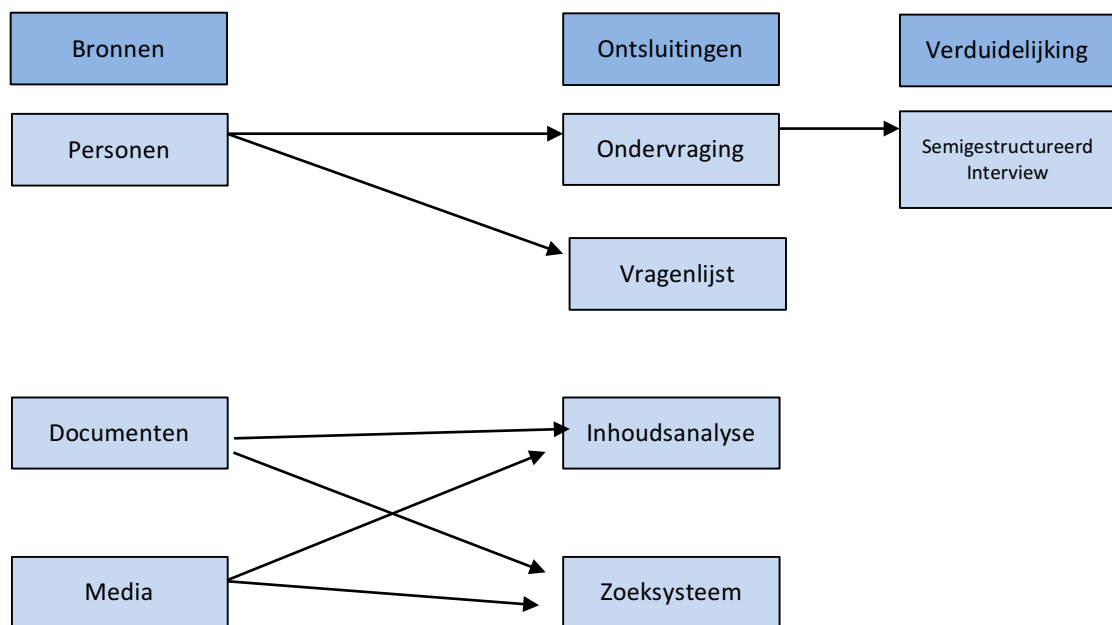 Bronnen
Ontsluitingen
Verduidelijking
Personen
Ondervraging
Semigestructureerd
Interview
Vragenlijst
Documenten
Inhoudsanalyse
Media
Zoeksysteem